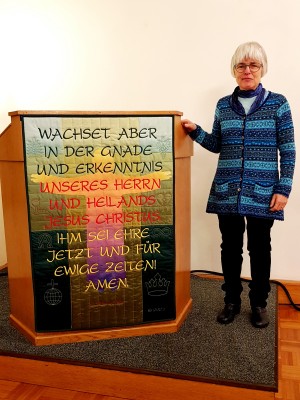 WACHSET ABER
IN DER GNADE
UND ERKENNTNIS
UNSERES HERRN
UND HEILANDS
JESUS CHRISTUS
IHM SEI EHRE
JETZT UND FÜR
EWIGE ZEITEN!
AMEN.